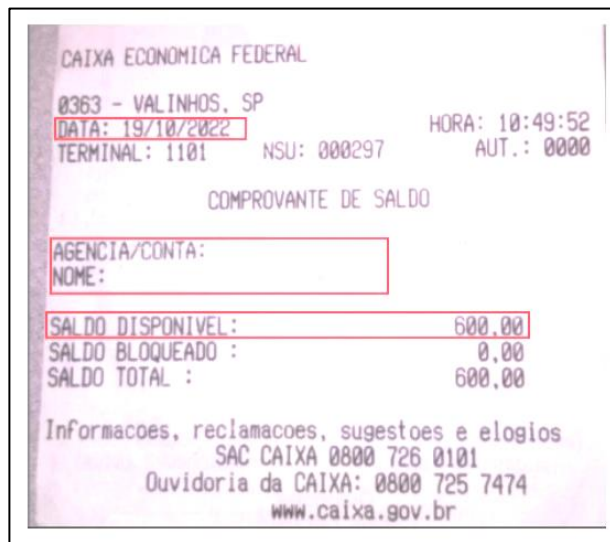 CAIXA ECONOMICA FEDERAL
0363 - VALINHOS, SP
DATA: 19/10/2022 HORA: 10:49:52
TERMINAL: 1101 NSU: 000297 AUT.: 0000
COMPROVANTE DE SALDO
AGENCIA/CONTA:
NOME:
SALDO DISPONIVEL: 600,00
SALDO BLOQUEADO : 0,00
SALDO TOTAL : 600,00
Informacoes, reclamacoes, sugestoes e elogios
SAC CAIXA 0800 726 0101
Ouvidoria da CAIXA: 0800 725 7474
www.caixa.gov.br